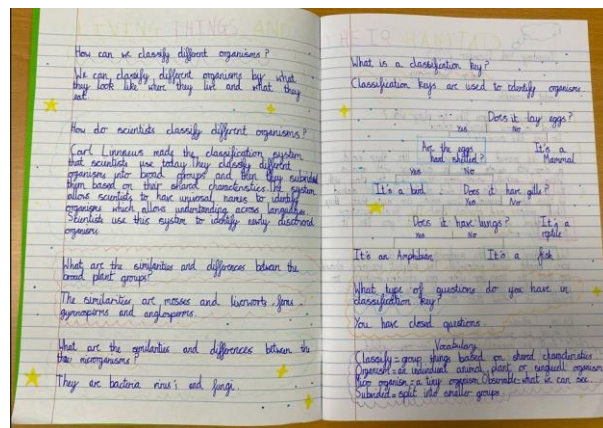 How can we classify different organisms?
We can classify different organisms by what
they look like where they live and what they
eat.
How do scientists classify different organisms?
Carl Linnaeus made the classification system
that scientists use today. They classify different
organisms into broad groups and then they subvided
them based on their shared characteristics. The system
allows scientists to have universal names to identify
organisms which allows understanding across languages
Scientists use this system to identify newly discovered
organisms.
What are the similarities and differences between the
broad plant groups?
The similarities are mosses and liverworts ferns
gymnosperms and angiosperms.
What are the similarities and differences between the
microorganisms?
They are bacteria virus's and fungi.
What is a classification key?
Classification keys are used to identify organisms
Does it lay eggs?
Yes No
Are the eggs
hard shelled?
It's a
Mammal
Yes No
It's a bird Does it have gills?
Yes No
Does it have lungs? It's a
reptile
Yes No
It's an Amphibian It's a fish
What type of questions do you have in
classification key?
You have closed questions.
Vocabulary
Classify = group things based on shared characteristics.
Organism = an individual animal, plant or singlecell organism
Micro organism = a tiny organism Observable = what we can see.
Subvided = split into smaller groups.